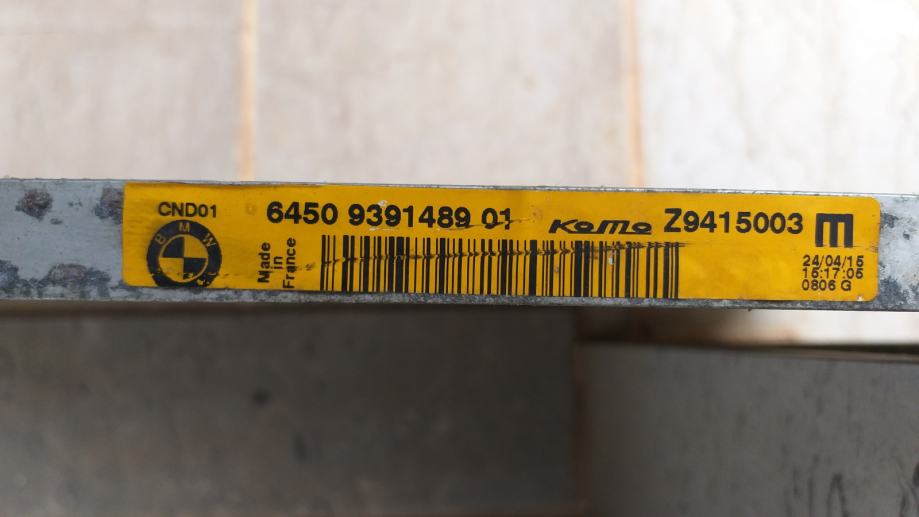 CND01
BMW
Made
in
France
6450 9391489 01 KoMo Z9415003 m
24/04/15
15:17:05
0806 G